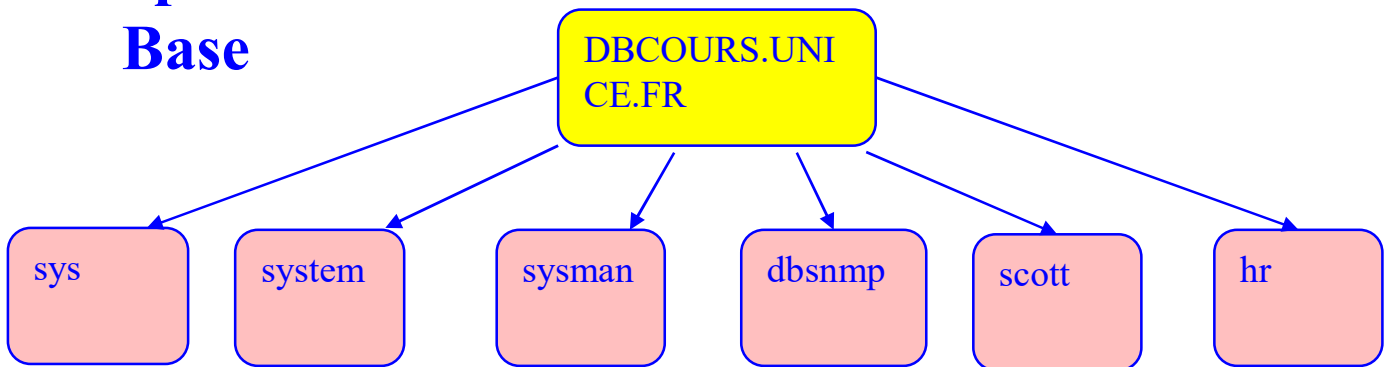 Base
DBCOURS.UNI
CE.FR
sys
system
sysman
dbsnmp
scott
hr